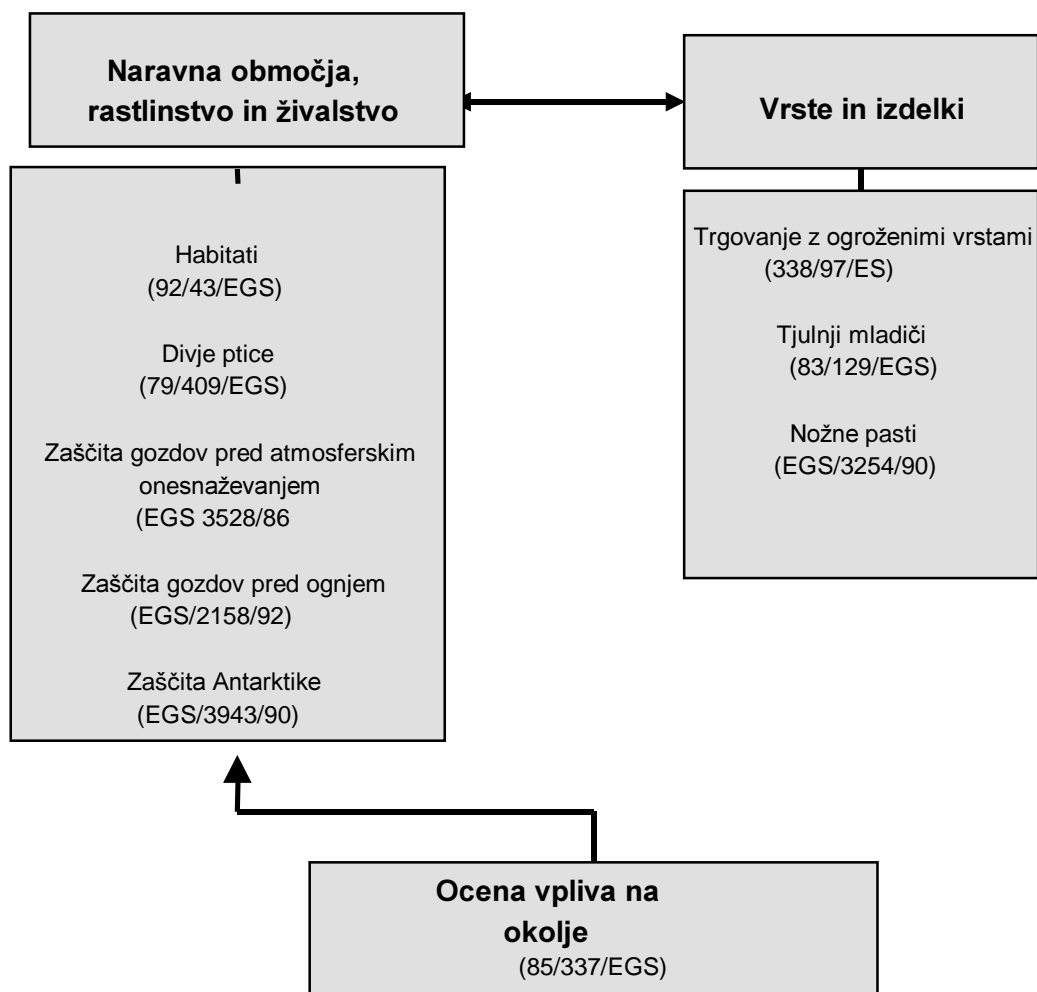 Naravna območja,
rastlinstvo in živalstvo
Vrste in izdelki
Habitati
(92/43/EGS)
Divje ptice
(79/409/EGS)
Zaščita gozdov pred atmosferskim
onesnaževanjem
(EGS 3528/86
Zaščita gozdov pred ognjem
(EGS/2158/92)
Zaščita Antarktike
(EGS/3943/90)
Trgovanje z ogroženimi vrstami
(338/97/ES)
Tjulnji mladiči
(83/129/EGS)
Nožne pasti
(EGS/3254/90)
Ocena vpliva na
okolje
(85/337/EGS)